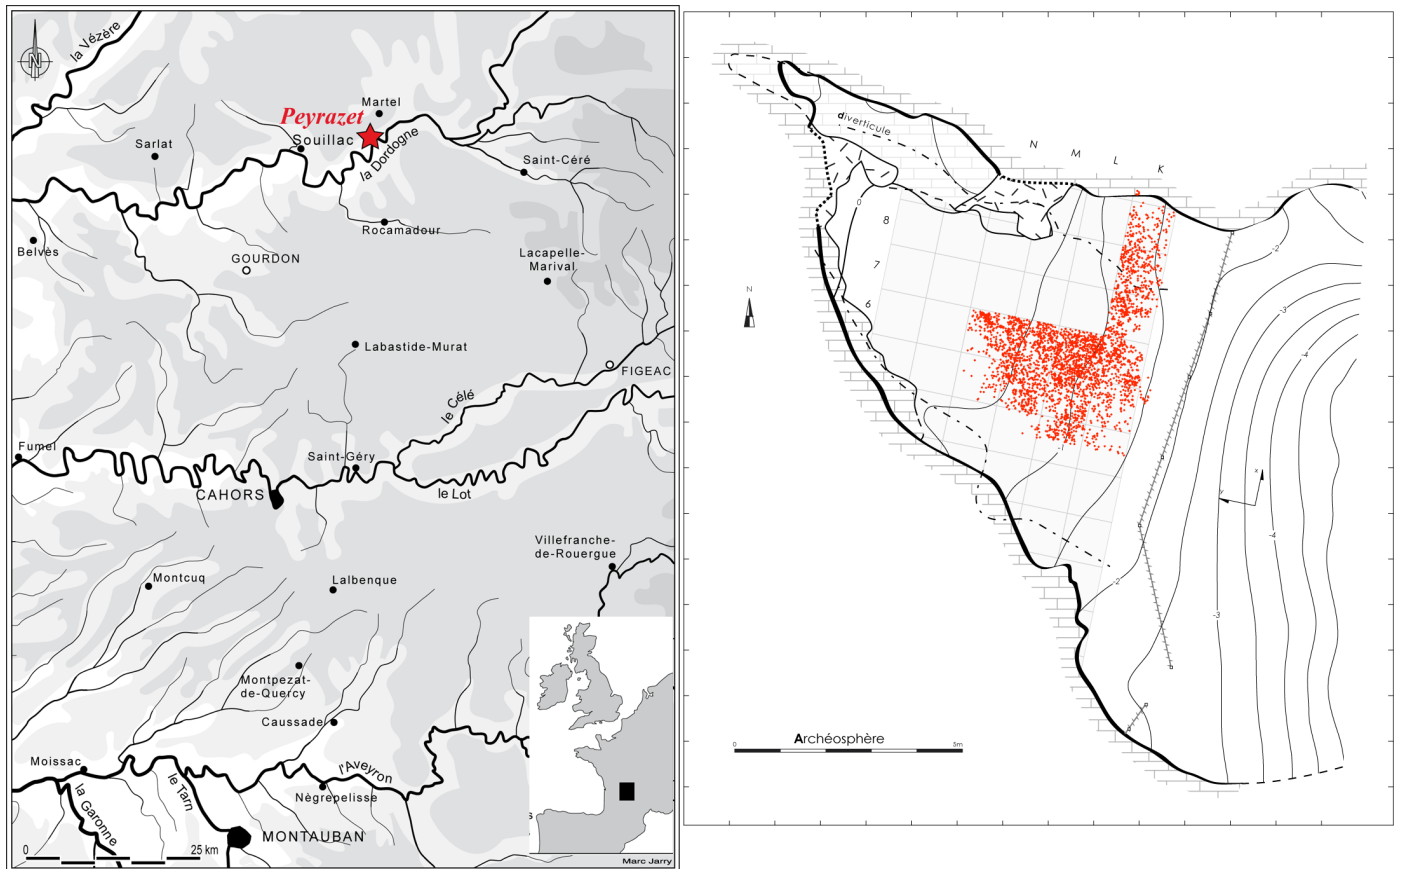 la Vézère
N
Martel
Peyrazet
Souillac
la Dordogne
Sarlat
Saint-Céré
Rocamadour
Belvès
GOURDON
Lacapelle-
Marival
Labastide-Murat
FIGEAC
le Célé
Fumel
Saint-Géry
CAHORS
le Lot
Villefranche-
de-Rouergue
Montcuq
Lalbenque
Montpezat-
de-Quercy
Caussade
Moissac
l'Aveyron
le Tarn
Nègrepelisse
la Garonne
MONTAUBAN
0 25 km
Marc Jarry
diverticule
N M L K
0
8
7
6
N
-2
-3
-4
-1
x
y
-4
-2
-3
Archéosphère
0 5m